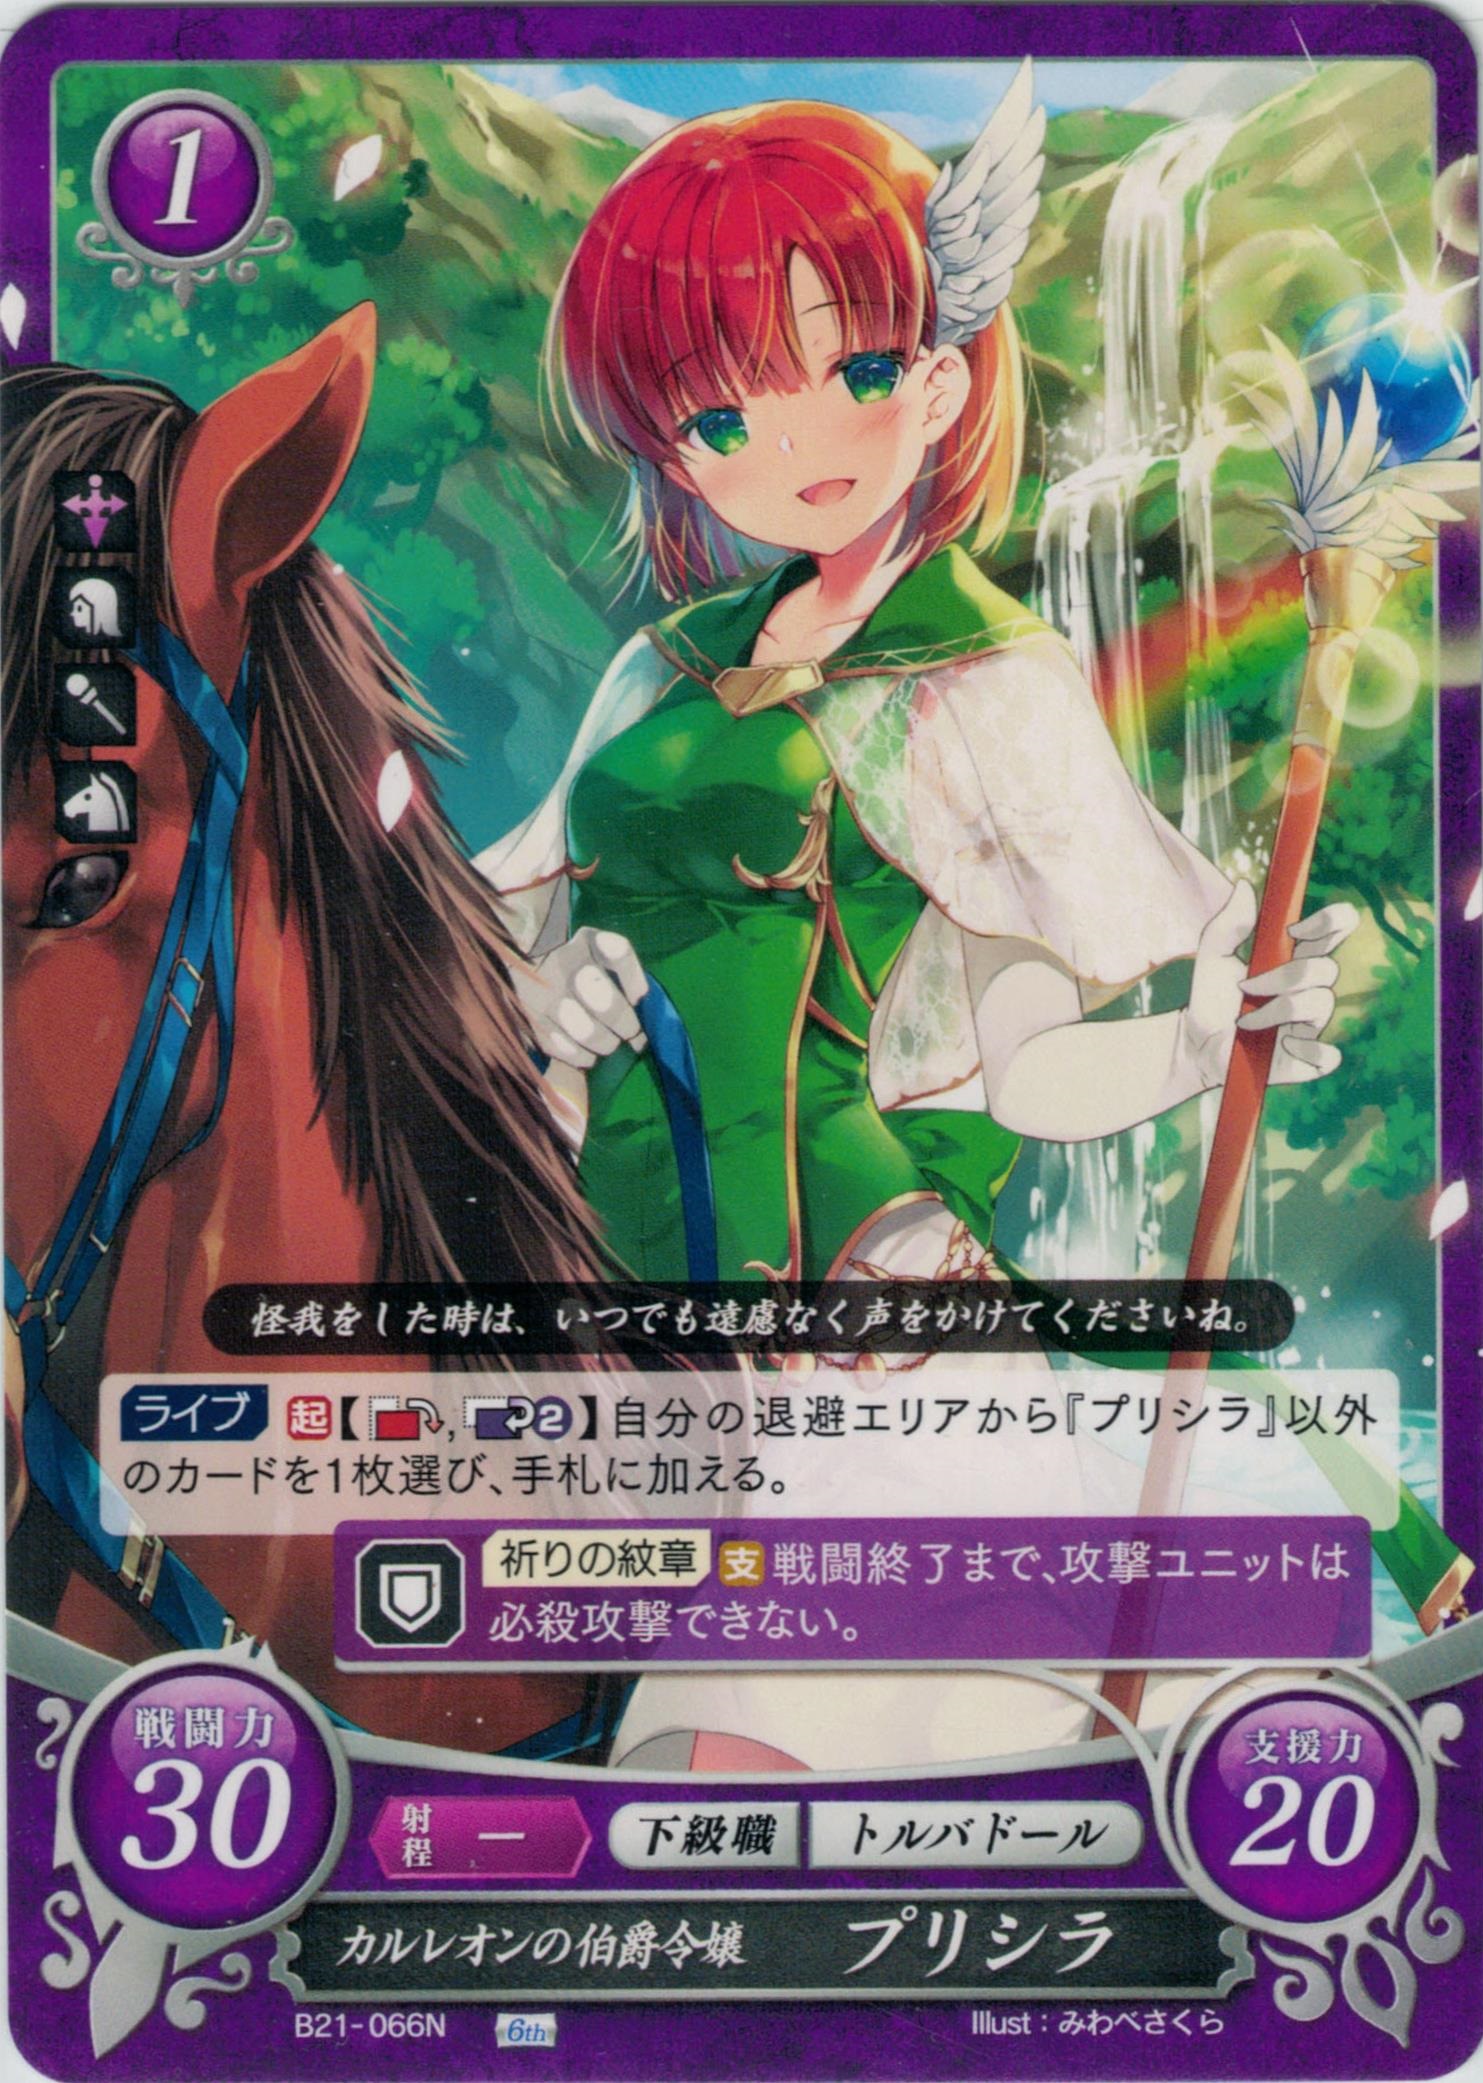 1
怪我をした時は、いつでも遠慮なく声をかけてくださいね。
ライブ 起【 , 2】自分の退避エリアから『プリシラ』以外
のカードを1枚選び、手札に加える。
祈りの紋章 支 戦闘終了まで、攻撃ユニットは
必殺攻撃できない。
戦闘力
30
射程 ー
下級職 トルバドール
支援力
20
カルレオンの伯爵令嬢 プリシラ
B21-066N 6th Illust：みわべさくら